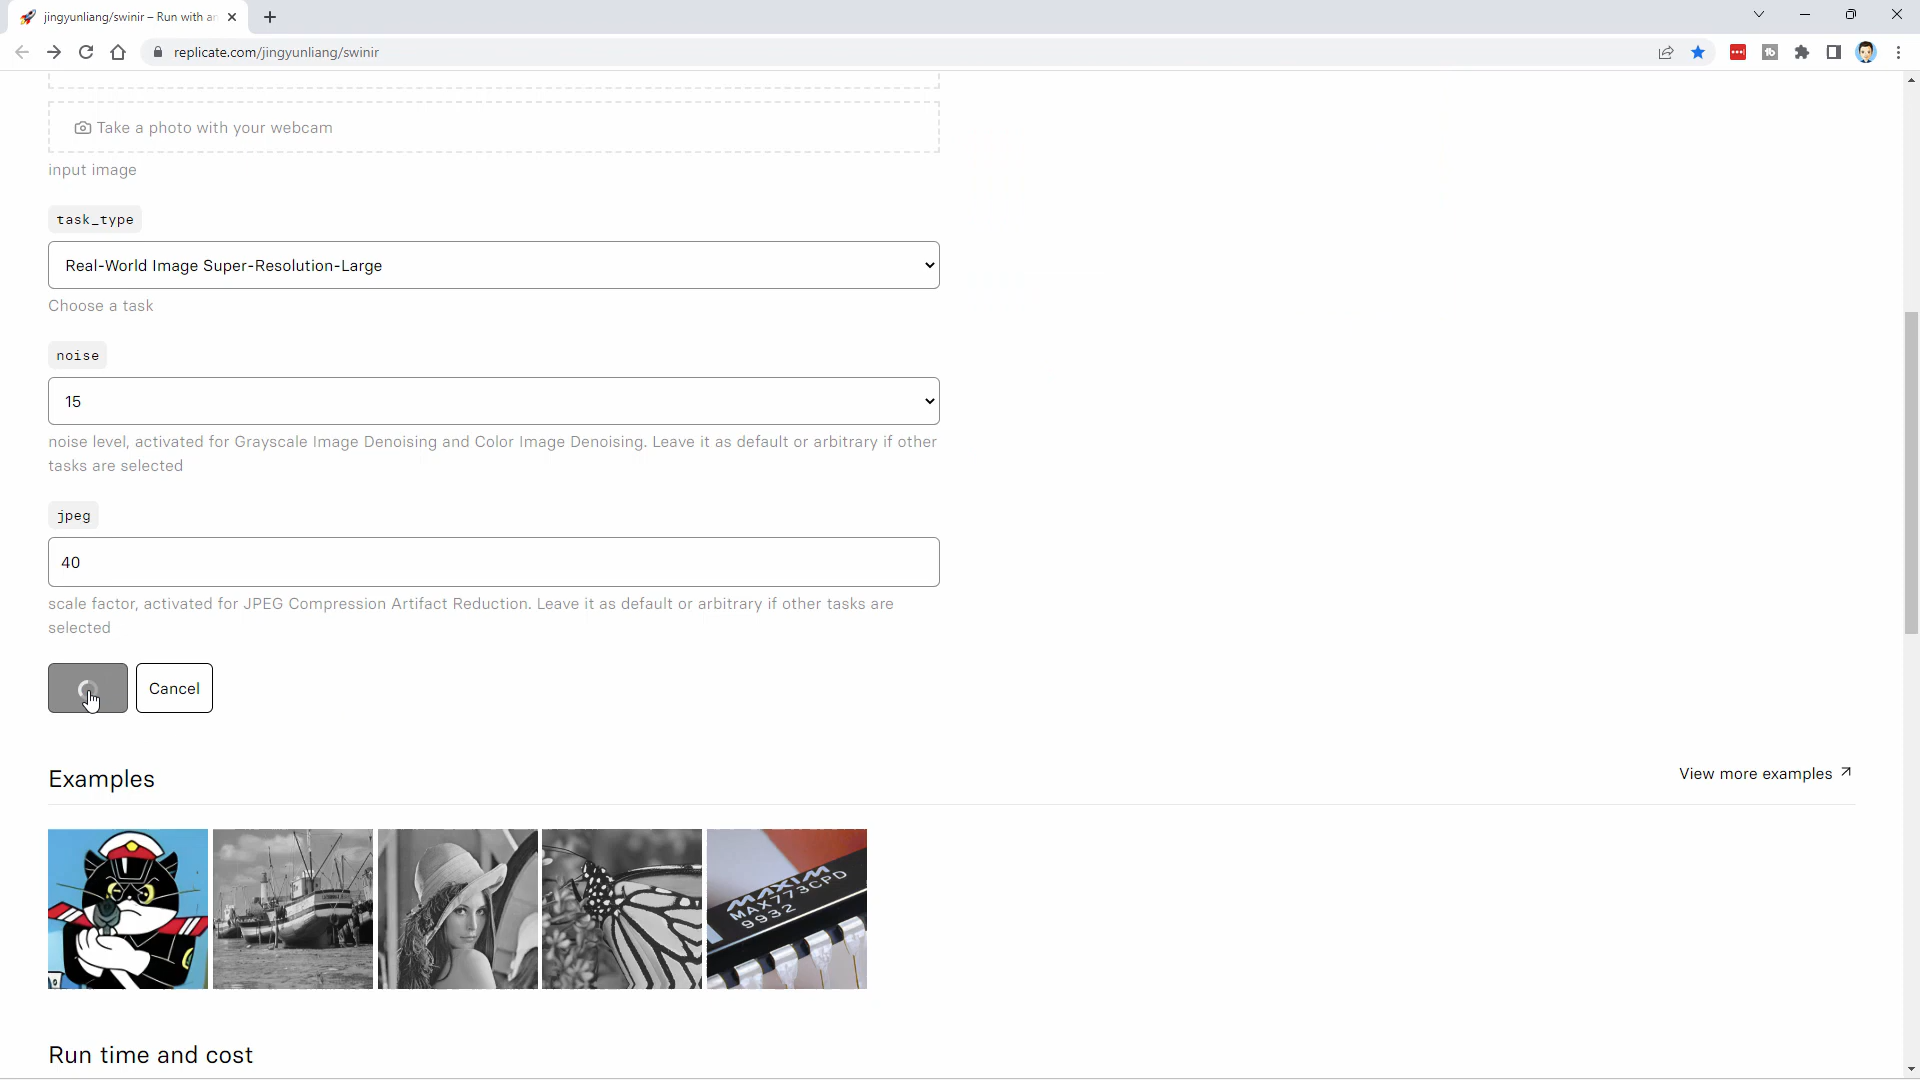 jingyunliang/swinir – Run with an
replicate.com/jingyunliang/swinir
Take a photo with your webcam
input image
task_type
Real-World Image Super-Resolution-Large
Choose a task
noise
15
noise level, activated for Grayscale Image Denoising and Color Image Denoising. Leave it as default or arbitrary if other
tasks are selected
jpeg
40
scale factor, activated for JPEG Compression Artifact Reduction. Leave it as default or arbitrary if other tasks are
selected
Cancel
Examples
View more examples
MAXIM
MAX773CPD
9932
Run time and cost